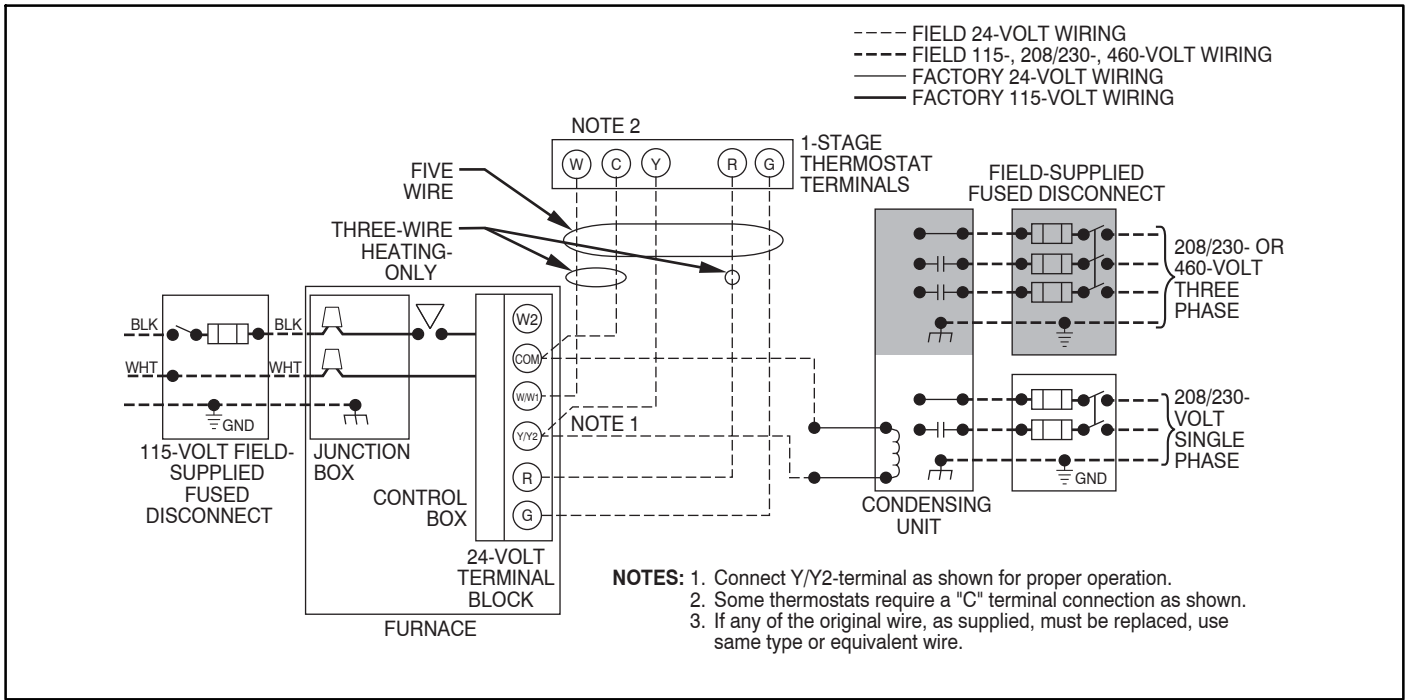 FIELD 24-VOLT WIRING
FIELD 115-, 208/230-, 460-VOLT WIRING
FACTORY 24-VOLT WIRING
FACTORY 115-VOLT WIRING
NOTE 2
W C Y R G
1-STAGE
THERMOSTAT
TERMINALS
FIVE
WIRE
THREE-WIRE
HEATING-
ONLY
FIELD-SUPPLIED
FUSED DISCONNECT
208/230- OR
460-VOLT
THREE
PHASE
BLK
BLK
WHT
WHT
GND
115-VOLT FIELD-
SUPPLIED
FUSED
DISCONNECT
JUNCTION
BOX
CONTROL
BOX
W2
COM
W/W1
Y/Y2
R
G
NOTE 1
24-VOLT
TERMINAL
BLOCK
FURNACE
208/230-
VOLT
SINGLE
PHASE
GND
CONDENSING
UNIT
NOTES: 1. Connect Y/Y2-terminal as shown for proper operation.
2. Some thermostats require a "C" terminal connection as shown.
3. If any of the original wire, as supplied, must be replaced, use
same type or equivalent wire.